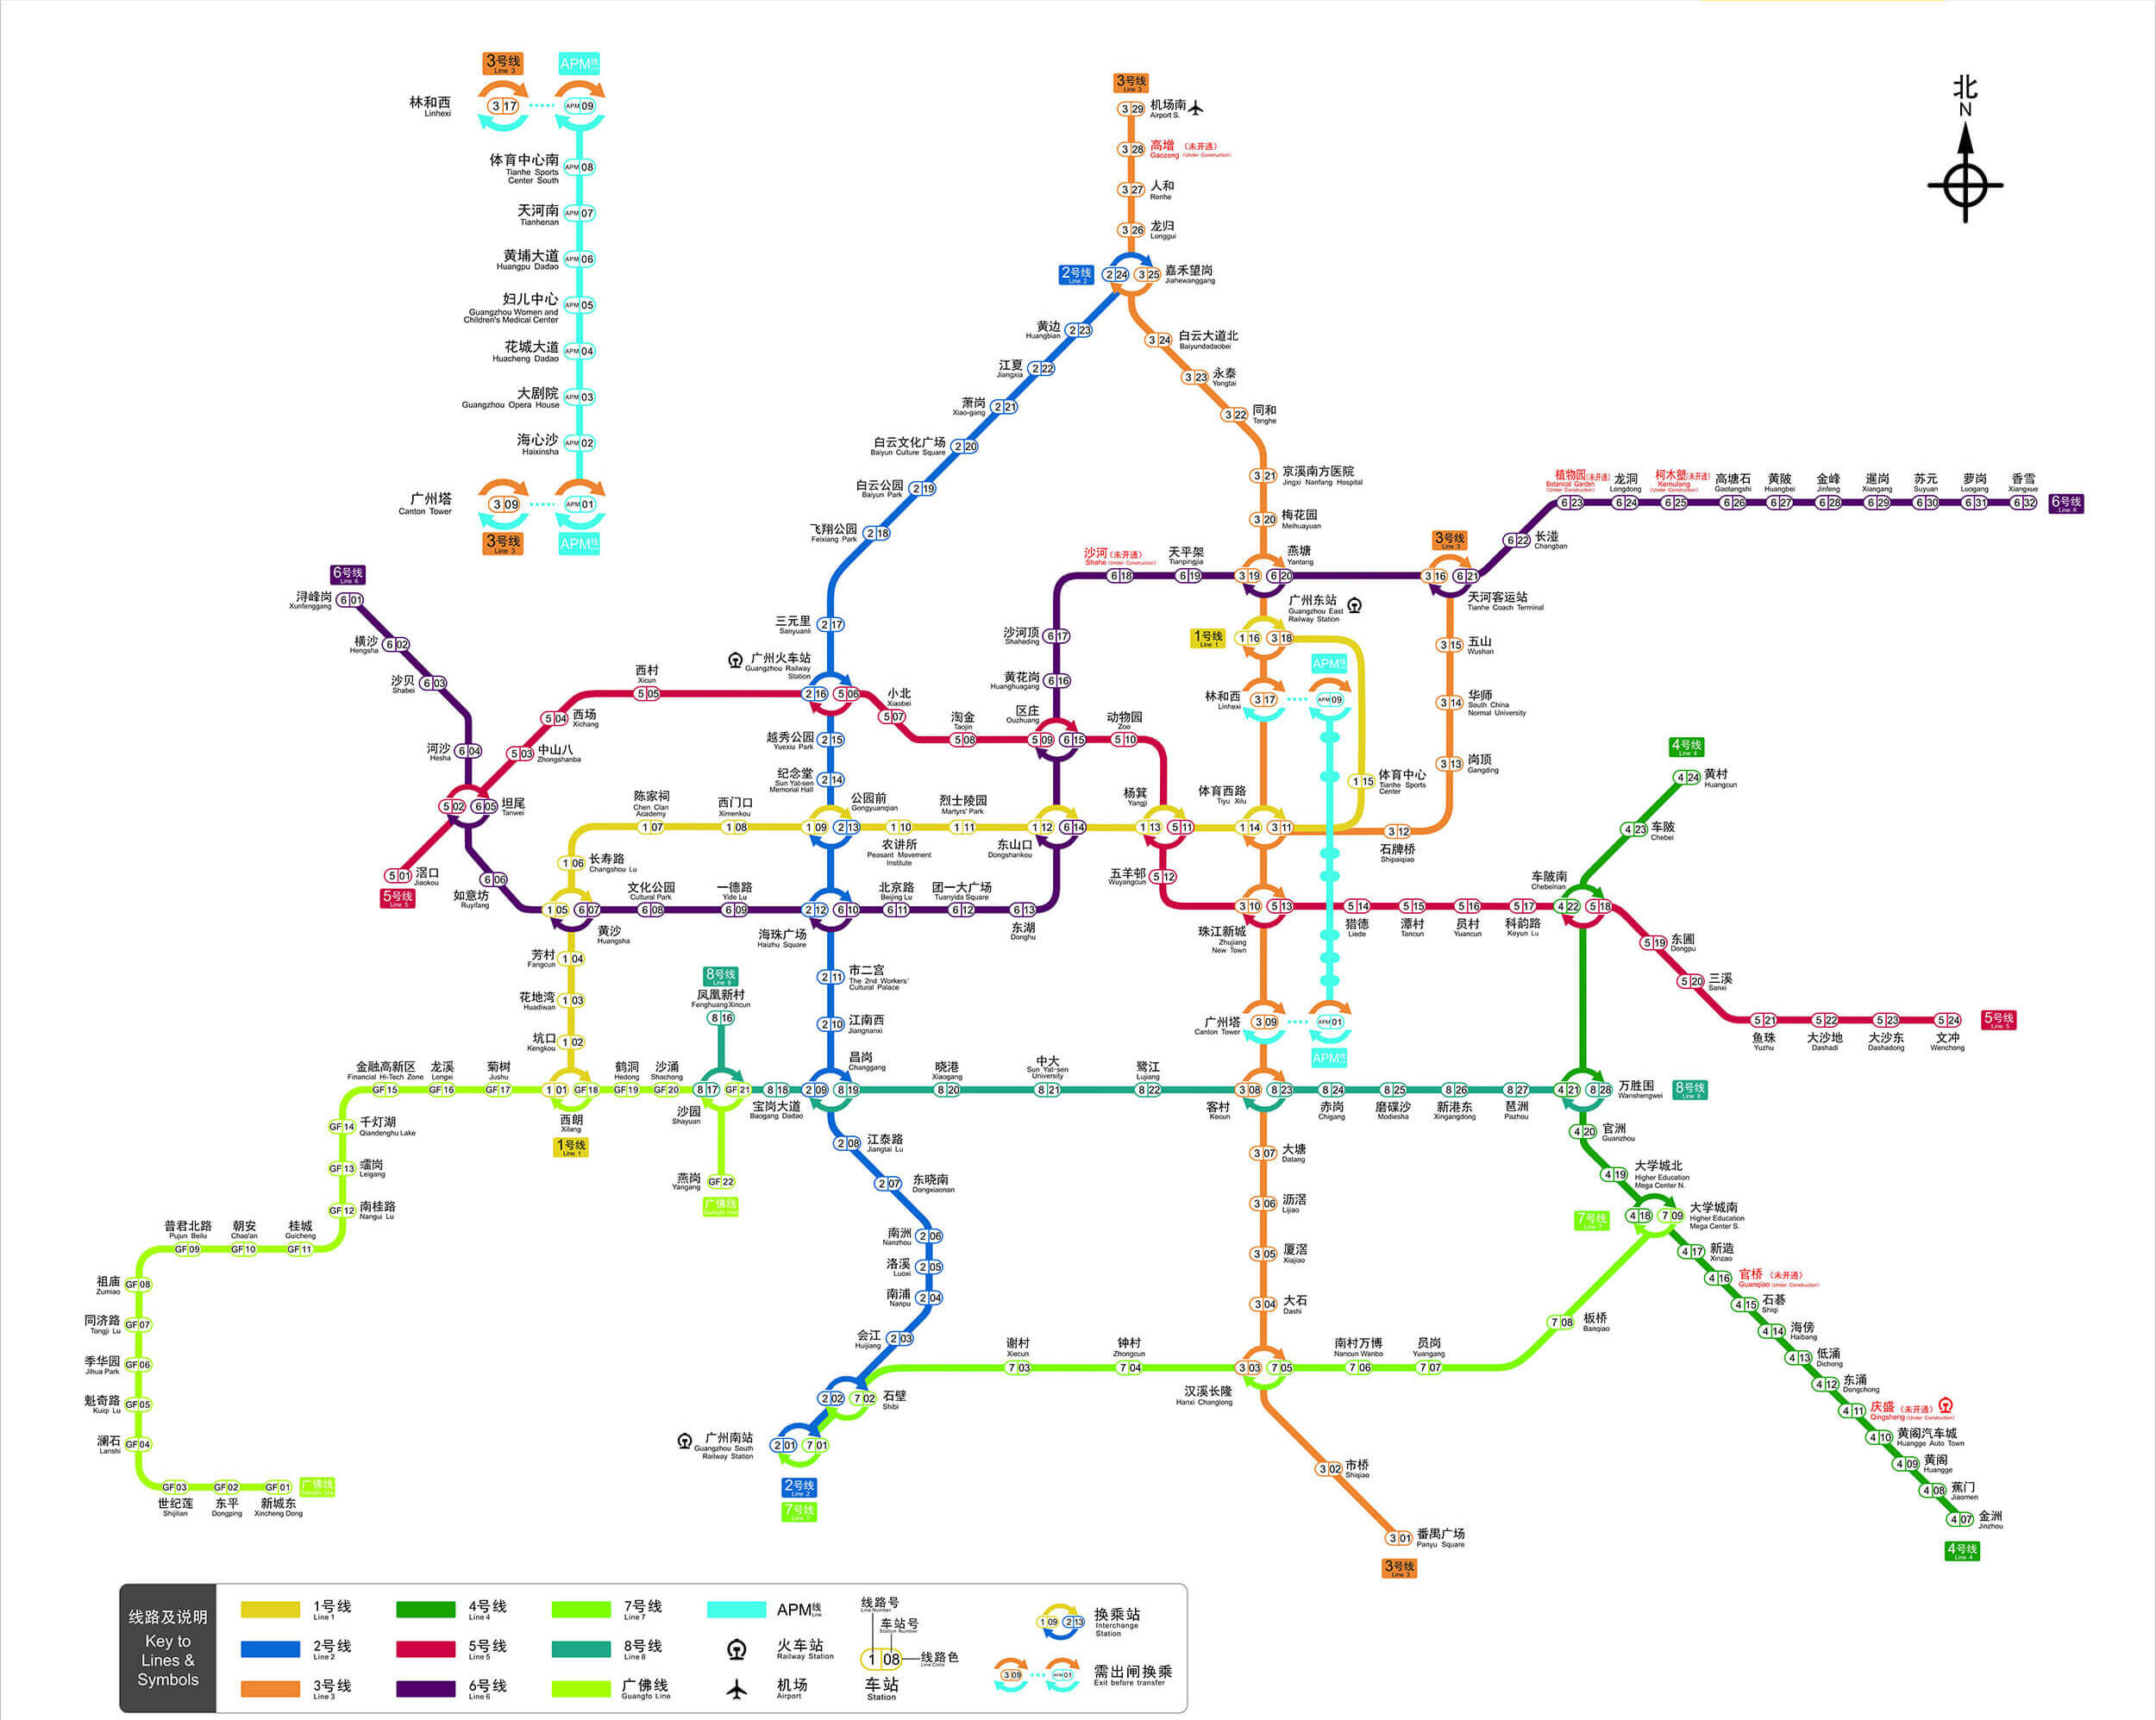 3号线
Line 3
APM线
林和西
Linhexi
3 17
APM 09
体育中心南
Tianhe Sports
Center South
APM 08
天河南
Tianhenan
APM 07
黄埔大道
Huangpu Dadao
APM 06
妇儿中心
Guangzhou Women and
Children's Medical Center
APM 05
花城大道
Huacheng Dadao
APM 04
大剧院
Guangzhou Opera House
APM 03
海心沙
Haixinsha
APM 02
广州塔
Canton Tower
3 09
APM 01
3号线
Line 3
APM线
北
N
3号线
Line 3
3 29 机场南
Airport S.
3 28 高增 (未开通)
Gaozeng (Under Construction)
3 27 人和
Renhe
3 26 龙归
Longgui
2号线
Line 2
2 24 3 25 嘉禾望岗
Jiahewanggang
黄边 2 23
Huangbian
江夏 2 22
Jiangxia
萧岗 2 21
Xiao-gang
白云文化广场 2 20
Baiyun Culture Square
白云公园 2 19
Baiyun Park
飞翔公园 2 18
Feixiang Park
三元里 2 17
Sanyuanli
广州火车站
Guangzhou Railway
Station
2 16 5 06
越秀公园 2 15
Yuexiu Park
纪念堂 2 14
Sun Yat-sen
Memorial Hall
3 24 白云大道北
Baiyundadaobei
3 23 永泰
Yongtai
3 22 同和
Tonghe
3 21 京溪南方医院
Jingxi Nanfang Hospital
3 20 梅花园
Meihuayuan
燕塘
Yantang
3 19 6 20
广州东站
Guangzhou East
Railway Station
1号线
Line 1
1 16 3 18
APM线
林和西
Linhexi
3 17
APM 09
1 15 体育中心
Tianhe Sports
Center
植物园(未开通)
Botanical Garden
(Under Construction)
6 23
龙洞
Longdong
6 24
柯木塱(未开通)
Kemulang
(Under Construction)
6 25
高塘石
Gaotangshi
6 26
黄陂
Huangbei
6 27
金峰
Jinfeng
6 28
暹岗
Xiangang
6 29
苏元
Suyuan
6 30
萝岗
Luogang
6 31
香雪
Xiangxue
6 32
6号线
Line 6
6 22 长湴
Changban
3号线
Line 3
3 16 6 21
天河客运站
Tianhe Coach Terminal
3 15 五山
Wushan
3 14 华师
South China
Normal University
3 13 岗顶
Gangding
3 12
石牌桥
Shipaiqiao
沙河 (未开通)
Shahe (Under Construction)
6 18
天平架
Tianpingjia
6 19
沙河顶 6 17
Shaheding
黄花岗 6 16
Huanghuagang
区庄
Ouzhuang
5 09 6 15
动物园
Zoo
5 10
淘金
Taojin
5 08
小北
Xiaobei
5 07
6号线
Line 6
浔峰岗 6 01
Xunfenggang
横沙 6 02
Hengsha
沙贝 6 03
Shabei
河沙 6 04
Hesha
西村
Xicun
5 05
5 04 西场
Xichang
5 03 中山八
Zhongshanba
5 02 6 05 坦尾
Tanwei
5 01 滘口
Jiaokou
5号线
Line 5
如意坊 6 06
Ruyifang
陈家祠
Chen Clan
Academy
1 07
西门口
Ximenkou
1 08
公园前
Gongyuanqian
1 09 2 13
1 10
农讲所
Peasant Movement
Institute
烈士陵园
Martyrs' Park
1 11
1 12 6 14
东山口
Dongshankou
杨箕
Yangji
1 13 5 11
体育西路
Tiyu Xilu
1 14 3 11
五羊邨 5 12
Wuyangcun
1 06 长寿路
Changshou Lu
1 05 6 07
黄沙
Huangsha
文化公园
Cultural Park
6 08
一德路
Yide Lu
6 09
2 12 6 10
海珠广场
Haizhu Square
北京路
Beijing Lu
6 11
团一大广场
Tuanyida Square
6 12
6 13
东湖
Donghu
3 10 5 13
珠江新城
Zhujiang
New Town
5 14
猎德
Liede
5 15
潭村
Tancun
5 16
员村
Yuancun
5 17
科韵路
Keyun Lu
车陂南
Chebeinan
4 22 5 18
4 23 车陂
Chebei
4 24 黄村
Huangcun
4号线
Line 4
5 19 东圃
Dongpu
5 20 三溪
Sanxi
5 21
鱼珠
Yuzhu
5 22
大沙地
Dashadi
5 23
大沙东
Dashadong
5 24
文冲
Wenchong
5号线
Line 5
芳村 1 04
Fangcun
花地湾 1 03
Huadiwan
坑口 1 02
Kengkou
8号线
Line 8
凤凰新村
FenghuangXincun
8 16
2 11 市二宫
The 2nd Workers'
Cultural Palace
2 10 江南西
Jiangnanxi
广州塔
Canton Tower
3 09
APM 01
APM线
金融高新区
Financial Hi-Tech Zone
GF 15
龙溪
Longxi
GF 16
菊树
Jushu
GF 17
1 01 GF 18
西朗
Xilang
1号线
Line 1
鹤洞
Hedong
GF 19
沙涌
Shachong
GF 20
8 17 GF 21
沙园
Shayuan
8 18
宝岗大道
Baogang Dadao
昌岗
Changgang
2 09 8 19
晓港
Xiaogang
8 20
中大
Sun Yat-sen
University
8 21
鹭江
Lujiang
8 22
3 08 8 23
客村
Kecun
8 24
赤岗
Chigang
8 25
磨碟沙
Modiesha
8 26
新港东
Xingangdong
8 27
琶洲
Pazhou
4 21 8 28 万胜围
Wanshengwei
8号线
Line 8
燕岗 GF 22
Yangang
广佛线
Guangfo Line
GF 14 千灯湖
Qiandenghu Lake
GF 13 𧒽岗
Leigang
GF 12 南桂路
Nangui Lu
普君北路
Pujun Beilu
GF 09
朝安
Chao'an
GF 10
桂城
Guicheng
GF 11
祖庙 GF 08
Zumiao
同济路 GF 07
Tongji Lu
季华园 GF 06
Jihua Park
魁奇路 GF 05
Kuiqi Lu
澜石 GF 04
Lanshi
GF 03
世纪莲
Shijilian
GF 02
东平
Dongping
GF 01
新城东
Xincheng Dong
广佛线
Guangfo Line
2 08 江泰路
Jiangtai Lu
2 07 东晓南
Dongxiaonan
南洲 2 06
Nanzhou
洛溪 2 05
Luoxi
南浦 2 04
Nanpu
会江 2 03
Huijiang
2 02 7 02 石壁
Shibi
广州南站
Guangzhou South
Railway Station
2 01 7 01
2号线
Line 2
7号线
Line 7
谢村
Xiecun
7 03
钟村
Zhongcun
7 04
3 03 7 05
汉溪长隆
Hanxi Changlong
南村万博
Nancun Wanbo
7 06
员岗
Yuangang
7 07
7 08 板桥
Banqiao
3 07 大塘
Datang
3 06 沥滘
Lijiao
3 05 厦滘
Xiajiao
3 04 大石
Dashi
3 02 市桥
Shiqiao
3 01 番禺广场
Panyu Square
3号线
Line 3
4 20 官洲
Guanzhou
4 19 大学城北
Higher Education
Mega Center N.
7号线
Line 7
4 18 7 09 大学城南
Higher Education
Mega Center S.
4 17 新造
Xinzao
4 16 官桥 (未开通)
Guanqiao (Under Construction)
4 15 石碁
Shiqi
4 14 海傍
Haibang
4 13 低涌
Dichong
4 12 东涌
Dongchong
4 11 庆盛 (未开通)
Qingsheng (Under Construction)
4 10 黄阁汽车城
Huangge Auto Town
4 09 黄阁
Huangge
4 08 蕉门
Jiaomen
4 07 金洲
Jinzhou
4号线
Line 4
线路及说明
Key to
Lines &
Symbols
1号线
Line 1
2号线
Line 2
3号线
Line 3
4号线
Line 4
5号线
Line 5
6号线
Line 6
7号线
Line 7
8号线
Line 8
广佛线
Guangfo Line
APM线
Line
火车站
Railway Station
机场
Airport
线路号
Line Number
车站号
Station Number
1 08
线路色
Line Color
车站
Station
1 09 2 13
换乘站
Interchange
Station
3 09
APM 01
需出闸换乘
Exit before transfer